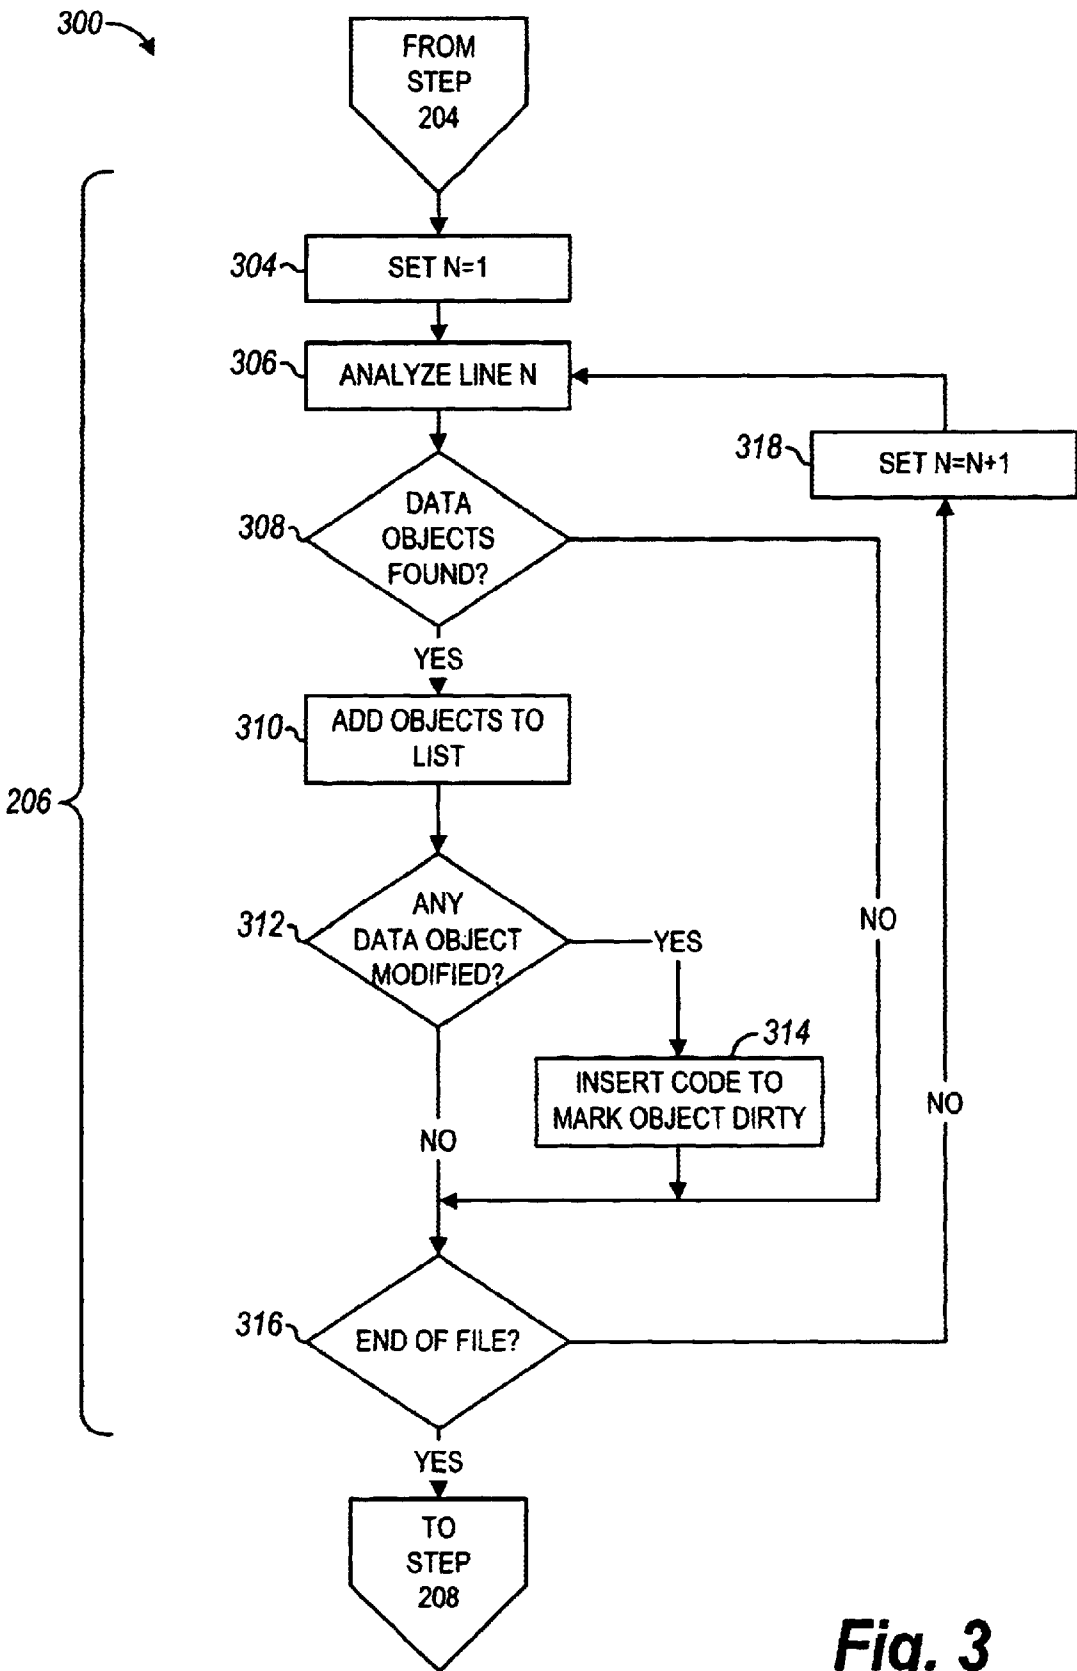 300
FROM
STEP
204
304
SET N=1
306
ANALYZE LINE N
318
SET N=N+1
308
DATA
OBJECTS
FOUND?
YES
310
ADD OBJECTS TO
LIST
206
312
ANY
DATA OBJECT
MODIFIED?
YES
NO
314
INSERT CODE TO
MARK OBJECT DIRTY
NO
NO
316
END OF FILE?
YES
TO
STEP
208
Fig. 3